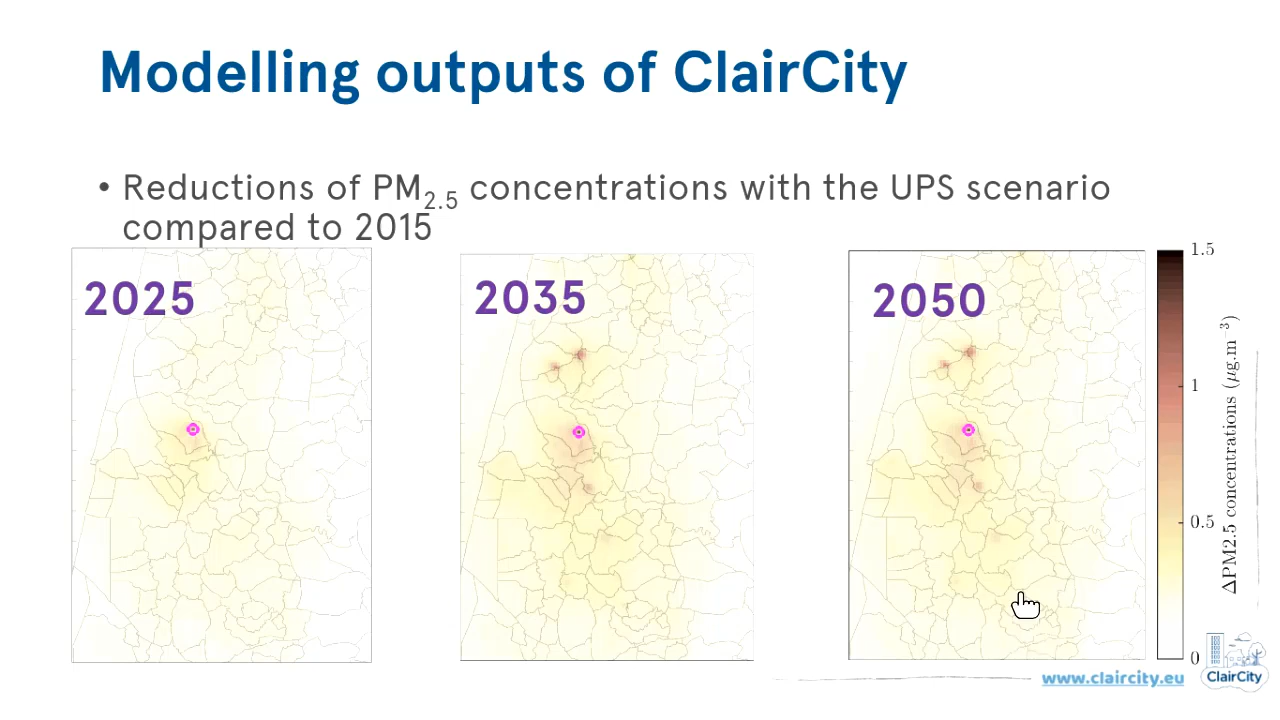 Modelling outputs of ClairCity
• Reductions of PM2.5 concentrations with the UPS scenario
compared to 2015
2025
2035
2050
1.5
1
0.5
0
ΔPM2.5 concentrations (μg.m−3)
www.claircity.eu
ClairCity